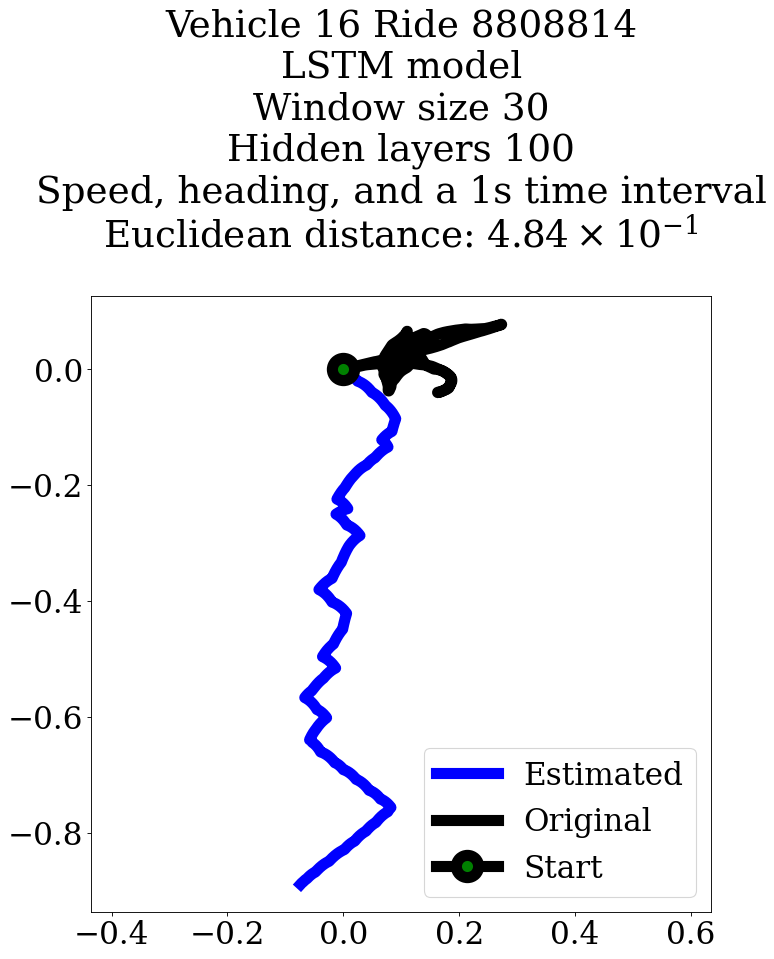 Vehicle 16 Ride 8808814
LSTM model
Window size 30
Hidden layers 100
Speed, heading, and a 1s time interval
Euclidean distance: 4.84 × 10⁻¹
0.0
−0.2
−0.4
−0.6
−0.8
Estimated
Original
Start
−0.4 −0.2 0.0 0.2 0.4 0.6